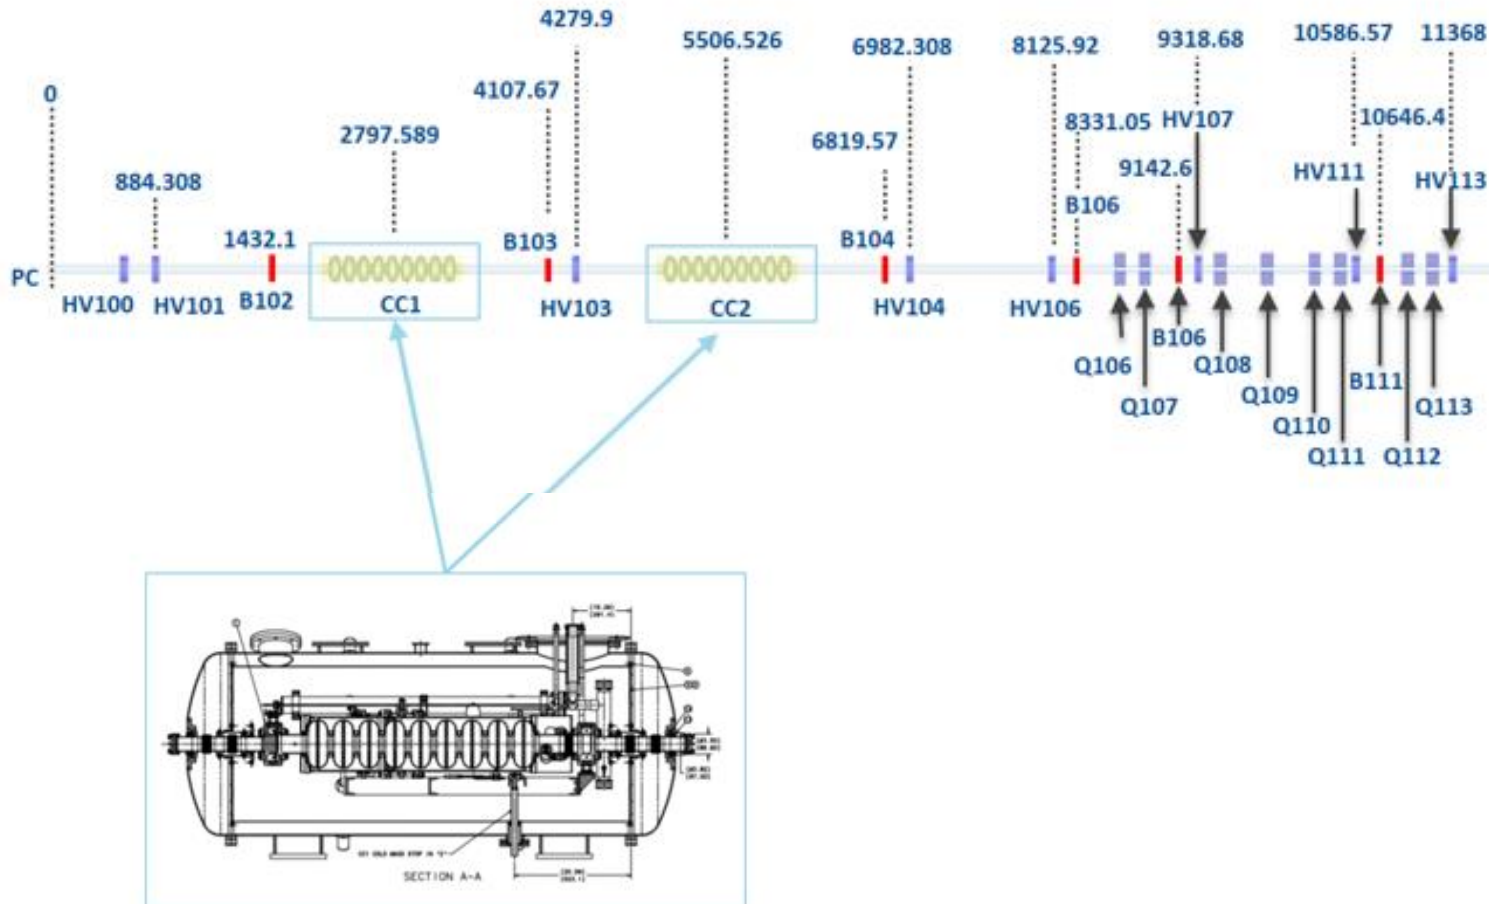 4279.9
5506.526
6982.308
8125.92
9318.68
10586.57
11368
0
4107.67
2797.589
6819.57
8331.05
HV107
10646.4
884.308
9142.6
HV111
HV113
1432.1
B103
B104
B106
PC
HV100
HV101
B102
CC1
HV103
CC2
HV104
HV106
B106
Q106
Q107
Q108
Q109
Q110
Q111
B111
Q112
Q113
SECTION A-A